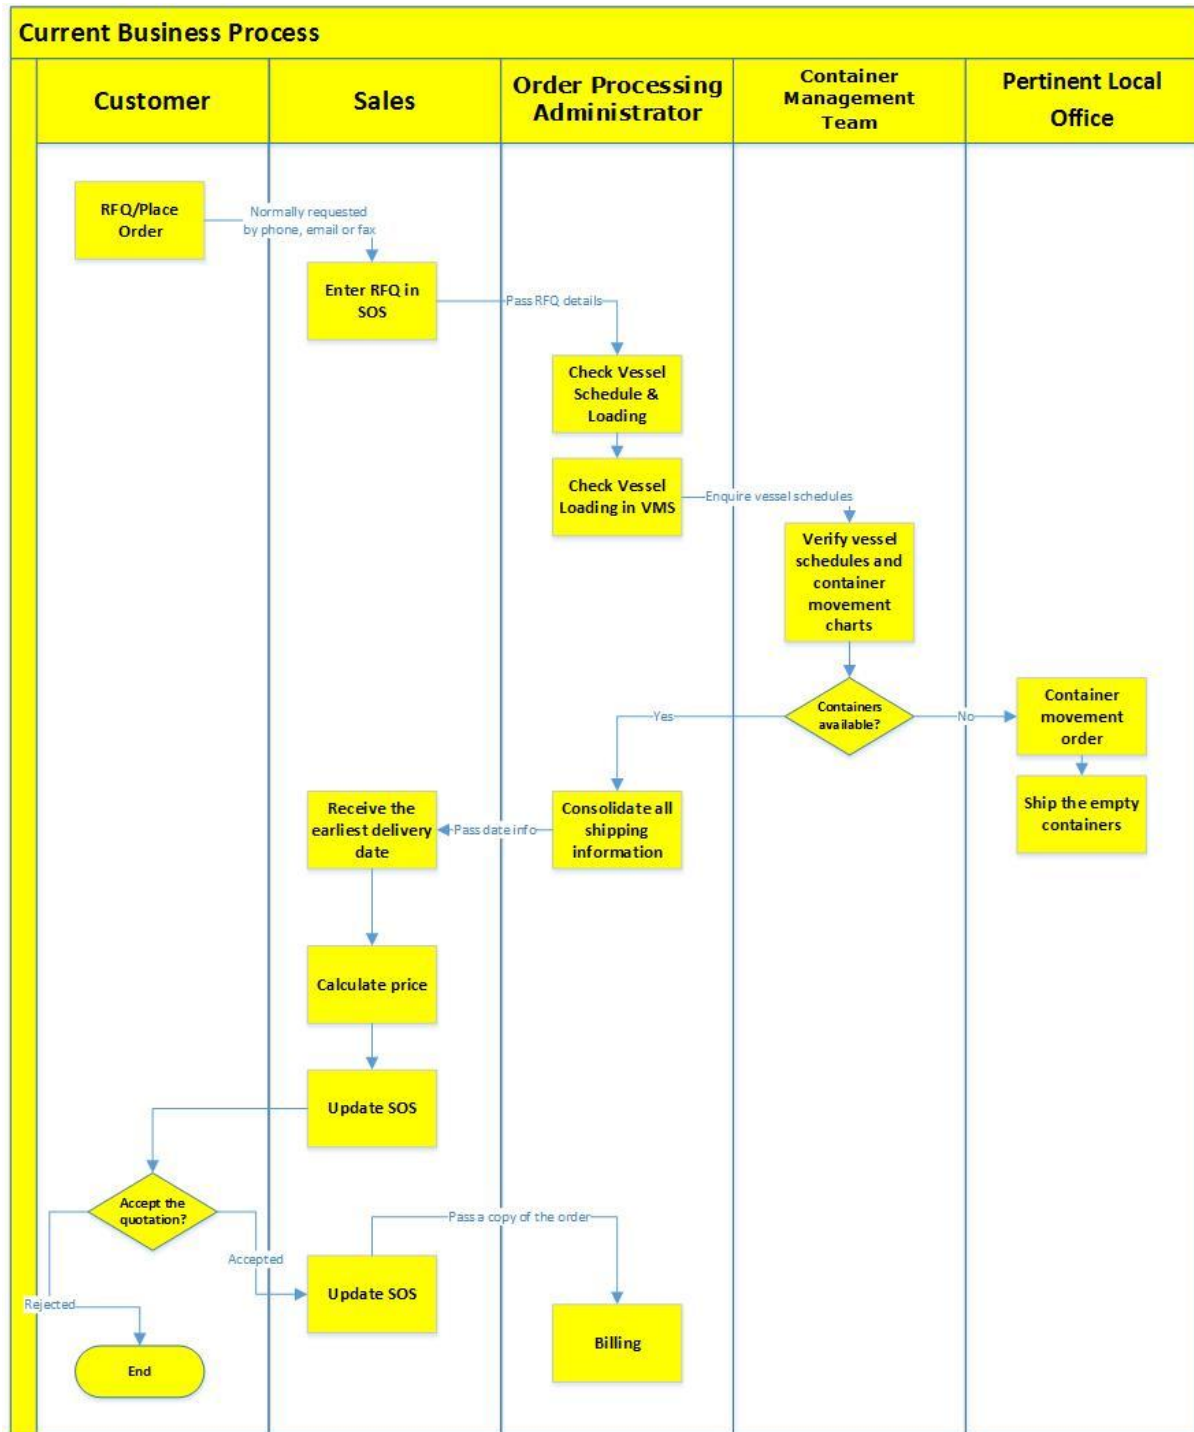 Current Business Process
Customer
Sales
Order Processing
Administrator
Container
Management
Team
Pertinent Local
Office
RFQ/Place
Order
Normally requested
by phone, email or fax
Enter RFQ in
SOS
Pass RFQ details
Check Vessel
Schedule &
Loading
Check Vessel
Loading in VMS
Enquire vessel schedules
Verify vessel
schedules and
container
movement
charts
Containers
available?
Yes
No
Container
movement
order
Ship the empty
containers
Consolidate all
shipping
information
Pass date info
Receive the
earliest delivery
date
Calculate price
Update SOS
Accept the
quotation?
Accepted
Rejected
End
Update SOS
Pass a copy of the order
Billing